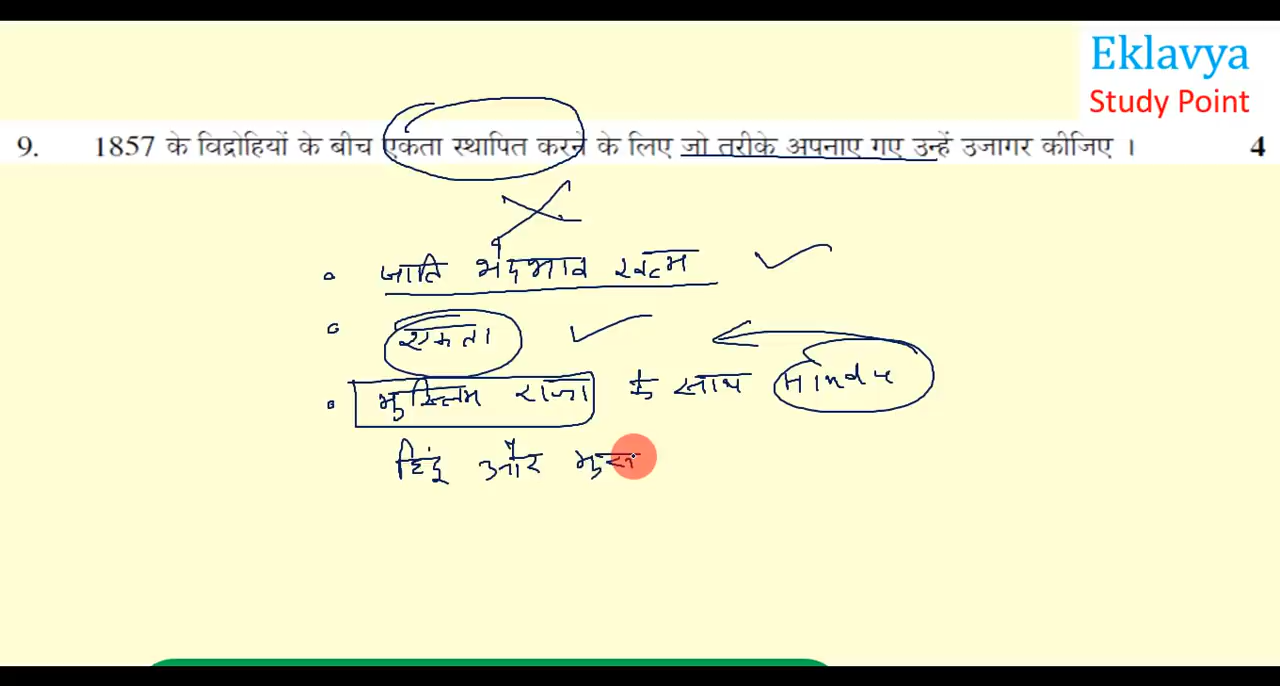 Eklavya
Study Point
9. 1857 के विद्रोहियों के बीच एकता स्थापित करने के लिए जो तरीके अपनाए गए उन्हें उजागर कीजिए । 4
जाति भेदभाव खत्म
एकता
मुस्लिम राजा के साथ Hindu
हिंदू और मुस